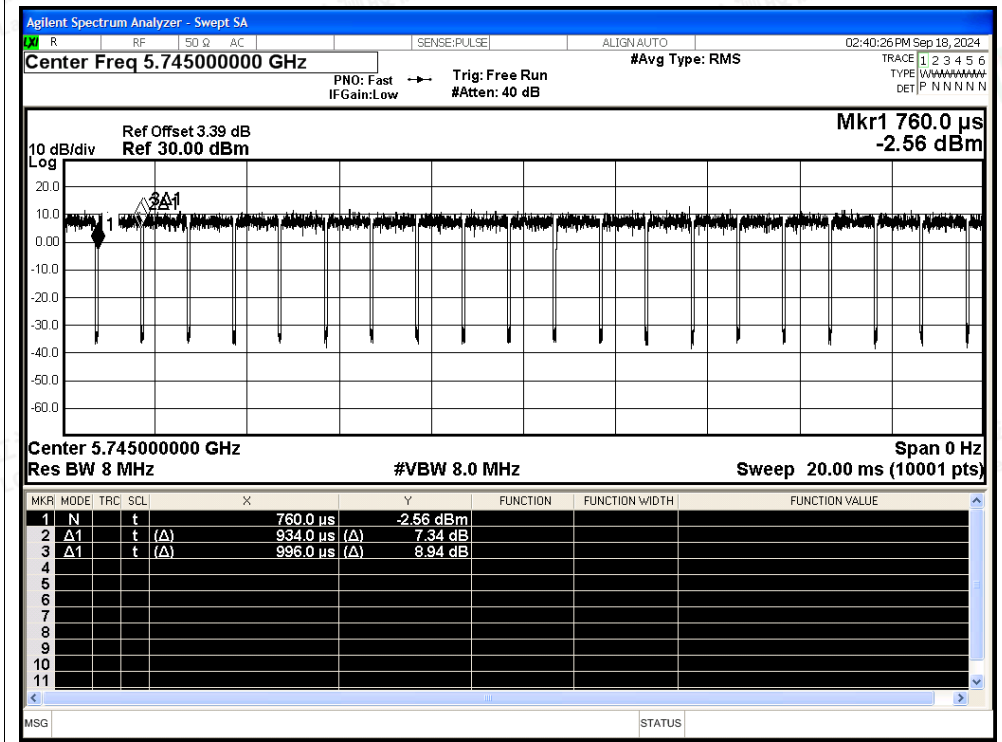 Agilent Spectrum Analyzer - Swept SA
LXI R RF 50 Ω AC SENSE:PULSE ALIGN AUTO 02:40:26 PM Sep 18, 2024
Center Freq 5.745000000 GHz #Avg Type: RMS TRACE 1 2 3 4 5 6
PNO: Fast Trig: Free Run TYPE
IFGain:Low #Atten: 40 dB DET P N N N N N
Mkr1 760.0 µs
-2.56 dBm
Ref Offset 3.39 dB
10 dB/div Ref 30.00 dBm
Log
20.0
10.0
0.00
-10.0
-20.0
-30.0
-40.0
-50.0
-60.0
1
3Δ1
Center 5.745000000 GHz Span 0 Hz
Res BW 8 MHz #VBW 8.0 MHz Sweep 20.00 ms (10001 pts)
MKR MODE TRC SCL X Y FUNCTION FUNCTION WIDTH FUNCTION VALUE
1 N t 760.0 µs -2.56 dBm
2 Δ1 t (Δ) 934.0 µs (Δ) 7.34 dB
3 Δ1 t (Δ) 996.0 µs (Δ) 8.94 dB
4
5
6
7
8
9
10
11
MSG STATUS